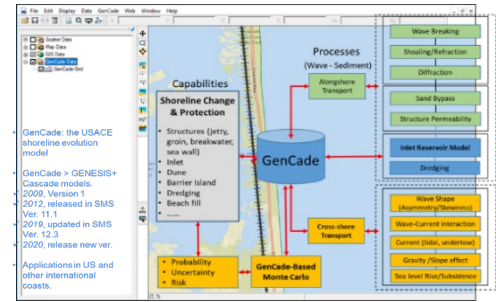 File Edit Display Data GenCade Web Window Help
Scatter Data
Map Data
GIS Data
GenCade Data
GenCade Grid
GenCade: the USACE
shoreline evolution
model
GenCade > GENESIS+
Cascade models.
2009, Version 1
2012, released in SMS
Ver. 11.1
2019, updated in SMS
Ver. 12.3
2020, release new ver.
Applications in US and
other international
coasts.
Capabilities
Shoreline Change
& Protection
• Structures (jetty,
groin, breakwater,
sea wall)
• Inlet
• Dune
• Barrier Island
• Dredging
• Beach fill
• ......
• Probability
• Uncertainty
• Risk
GenCade
GenCade-Based
Monte Carlo
Processes
(Wave - Sediment)
Alongshore
Transport
Cross-shore
Transport
Wave Breaking
Shoaling/Refraction
Diffraction
Sand Bypass
Structure Permeability
Inlet Reservoir Model
Dredging
Wave Shape
(Asymmetry/Skewness)
Wave-Current Interaction
Current (tidal, undertow)
Gravity /Slope effect
Sea level Rise/Subsidence